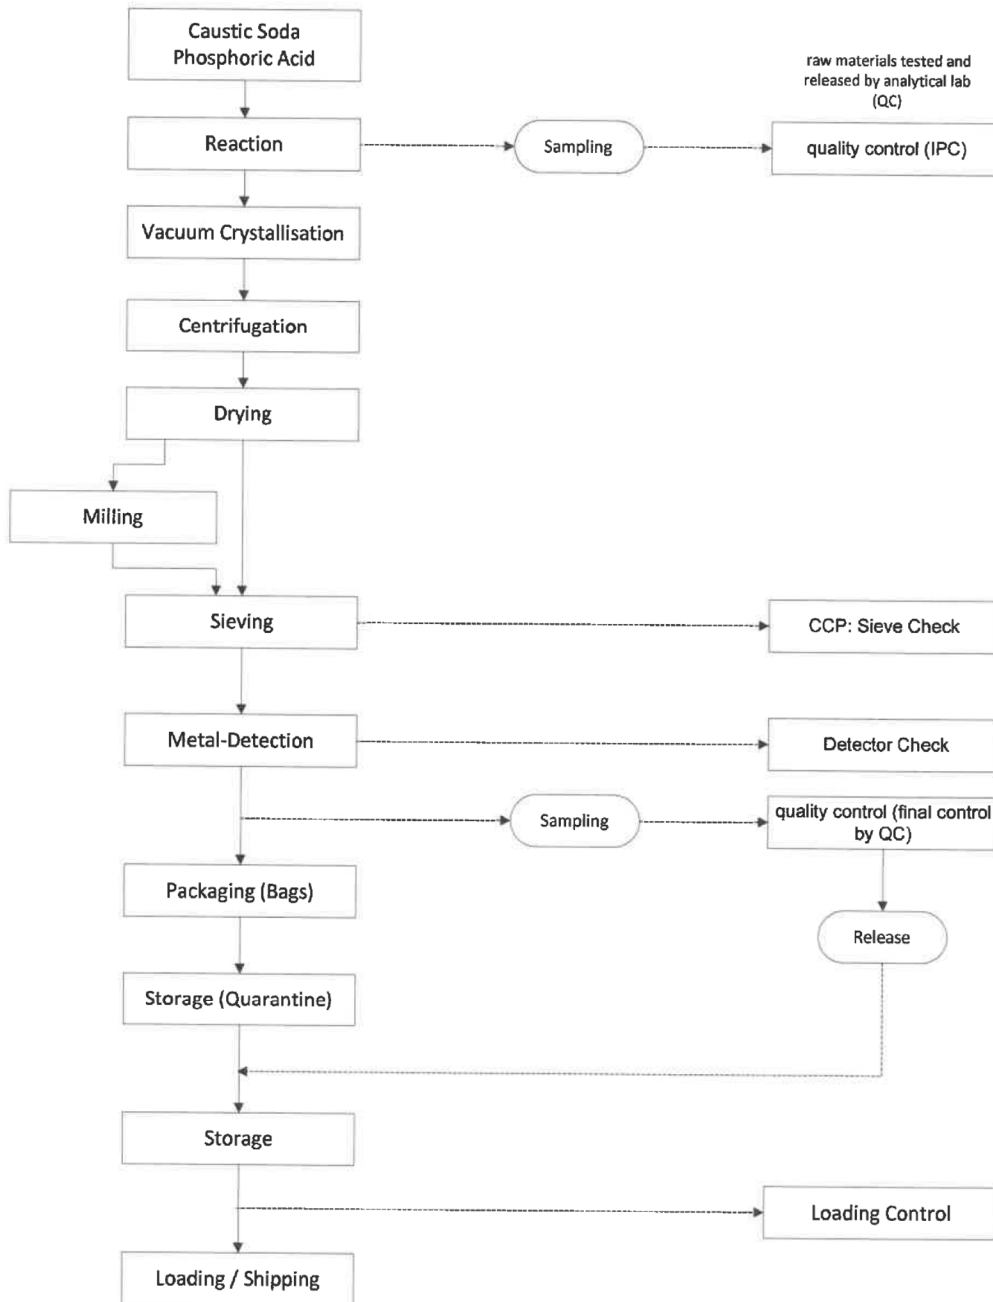 Caustic Soda
Phosphoric Acid
raw materials tested and
released by analytical lab
(QC)
Reaction
Sampling
quality control (IPC)
Vacuum Crystallisation
Centrifugation
Drying
Milling
Sieving
CCP: Sieve Check
Metal-Detection
Detector Check
Sampling
quality control (final control
by QC)
Packaging (Bags)
Release
Storage (Quarantine)
Storage
Loading Control
Loading / Shipping